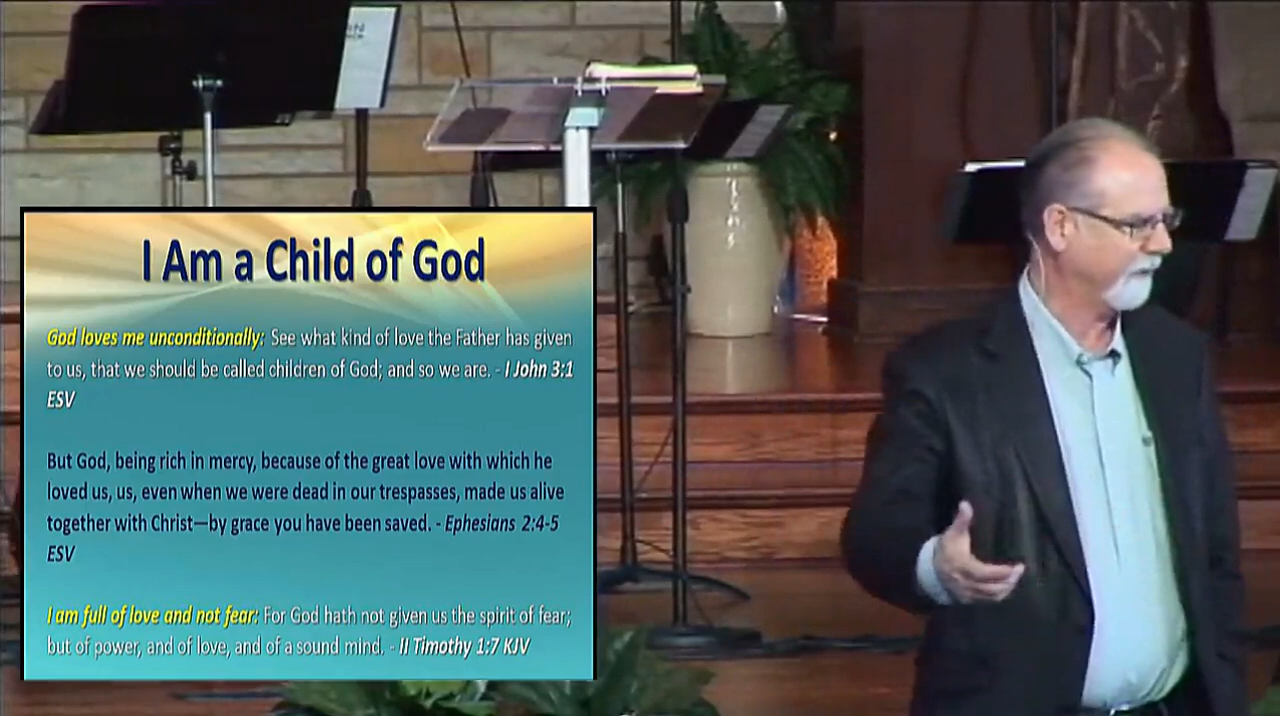 I Am a Child of God
God loves me unconditionally: See what kind of love the Father has given
to us, that we should be called children of God; and so we are. - I John 3:1
ESV
But God, being rich in mercy, because of the great love with which he
loved us, us, even when we were dead in our trespasses, made us alive
together with Christ—by grace you have been saved. - Ephesians 2:4-5
ESV
I am full of love and not fear: For God hath not given us the spirit of fear;
but of power, and of love, and of a sound mind. - II Timothy 1:7 KJV